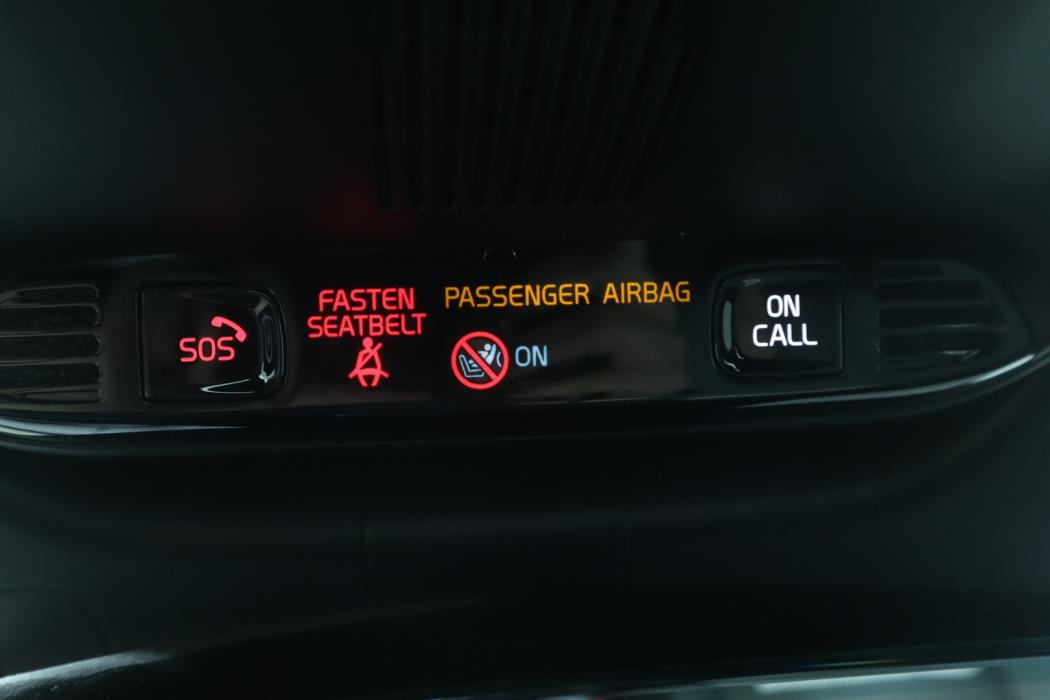 SOS
FASTEN
SEATBELT
PASSENGER AIRBAG
ON
ON
CALL